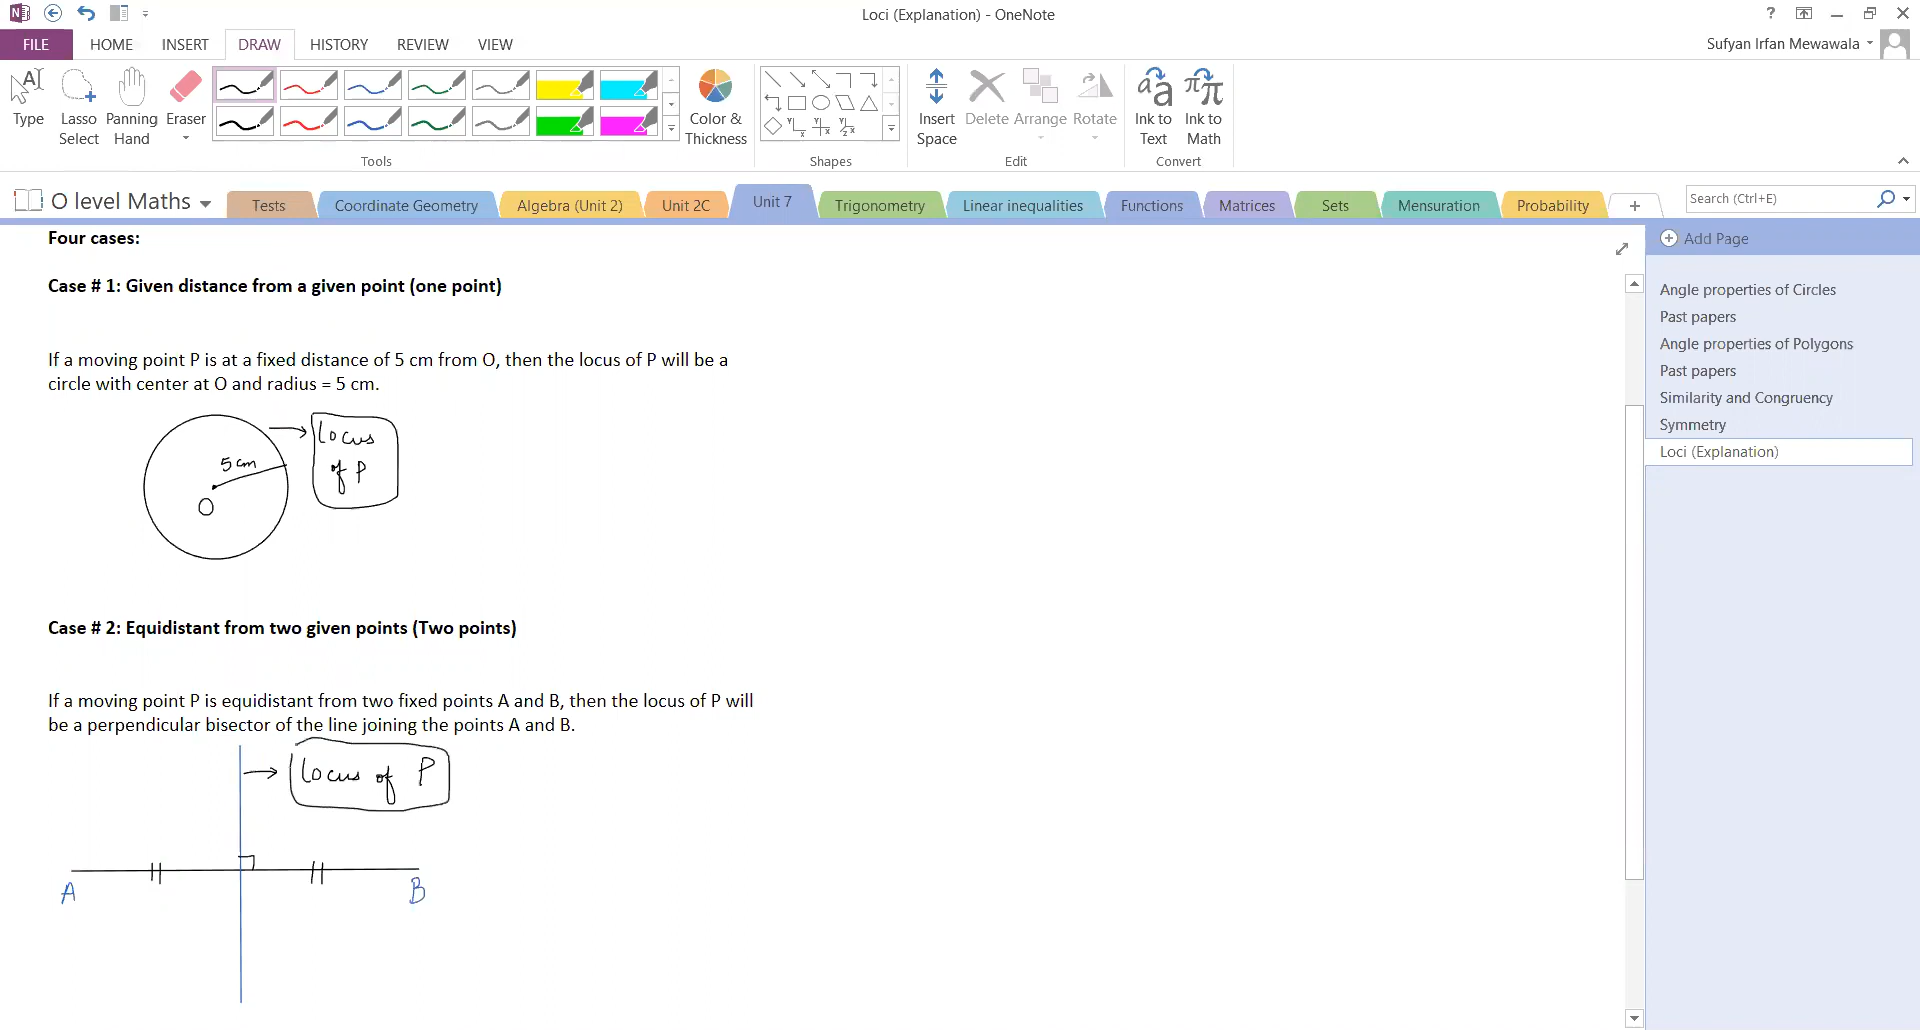 Loci (Explanation) - OneNote
?
FILE HOME INSERT DRAW HISTORY REVIEW VIEW
Sufyan Irfan Mewawala
Type
Lasso Select
Panning Hand
Eraser
Color & Thickness
Insert Space
Delete
Arrange
Rotate
Ink to Text
Ink to Math
Tools
Shapes
Edit
Convert
O level Maths
Tests
Coordinate Geometry
Algebra (Unit 2)
Unit 2C
Unit 7
Trigonometry
Linear inequalities
Functions
Matrices
Sets
Mensuration
Probability
+
Search (Ctrl+E)
Four cases:
Case # 1: Given distance from a given point (one point)
If a moving point P is at a fixed distance of 5 cm from O, then the locus of P will be a
circle with center at O and radius = 5 cm.
Locus
of P
5 cm
O
Case # 2: Equidistant from two given points (Two points)
If a moving point P is equidistant from two fixed points A and B, then the locus of P will
be a perpendicular bisector of the line joining the points A and B.
Locus of P
A
B
Add Page
Angle properties of Circles
Past papers
Angle properties of Polygons
Past papers
Similarity and Congruency
Symmetry
Loci (Explanation)